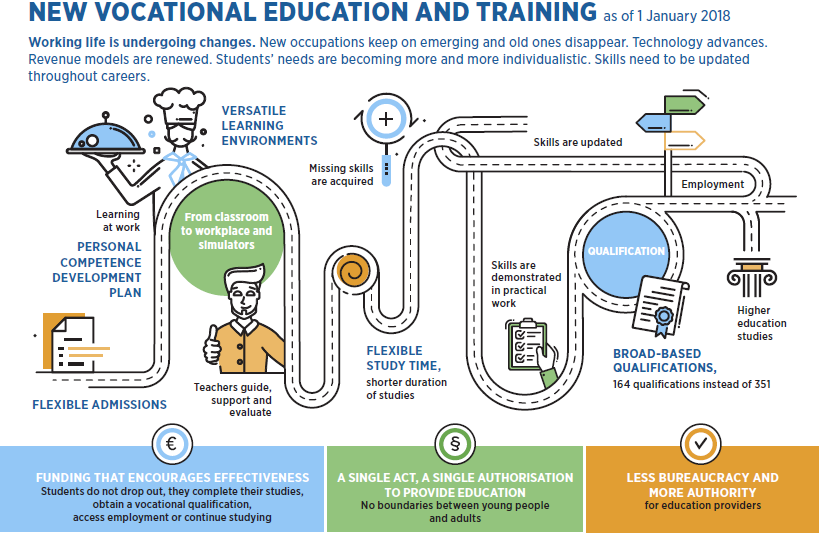 NEW VOCATIONAL EDUCATION AND TRAINING as of 1 January 2018
Working life is undergoing changes. New occupations keep on emerging and old ones disappear. Technology advances.
Revenue models are renewed. Students’ needs are becoming more and more individualistic. Skills need to be updated
throughout careers.
VERSATILE
LEARNING
ENVIRONMENTS
Learning
at work
PERSONAL
COMPETENCE
DEVELOPMENT
PLAN
FLEXIBLE ADMISSIONS
From classroom
to workplace and
simulators
Teachers guide,
support and
evaluate
Missing skills
are acquired
FLEXIBLE
STUDY TIME,
shorter duration
of studies
Skills are
demonstrated
in practical
work
Skills are updated
Employment
QUALIFICATION
Higher
education
studies
BROAD-BASED
QUALIFICATIONS,
164 qualifications instead of 351
€
FUNDING THAT ENCOURAGES EFFECTIVENESS
Students do not drop out, they complete their studies,
obtain a vocational qualification,
access employment or continue studying
§
A SINGLE ACT, A SINGLE AUTHORISATION
TO PROVIDE EDUCATION
No boundaries between young people
and adults
LESS BUREAUCRACY AND
MORE AUTHORITY
for education providers